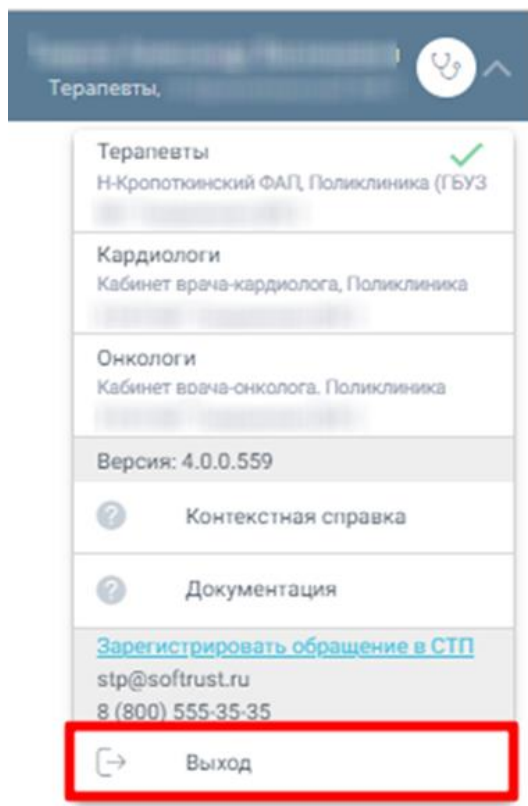 Терапевты,
Терапевты
Н-Кропоткинский ФАП, Поликлиника (ГБУЗ
Кардиологи
Кабинет врача-кардиолога, Поликлиника
Онкологи
Кабинет врача-онколога. Поликлиника
Версия: 4.0.0.559
Контекстная справка
Документация
Зарегистрировать обращение в СТП
stp@softrust.ru
8 (800) 555-35-35
Выход